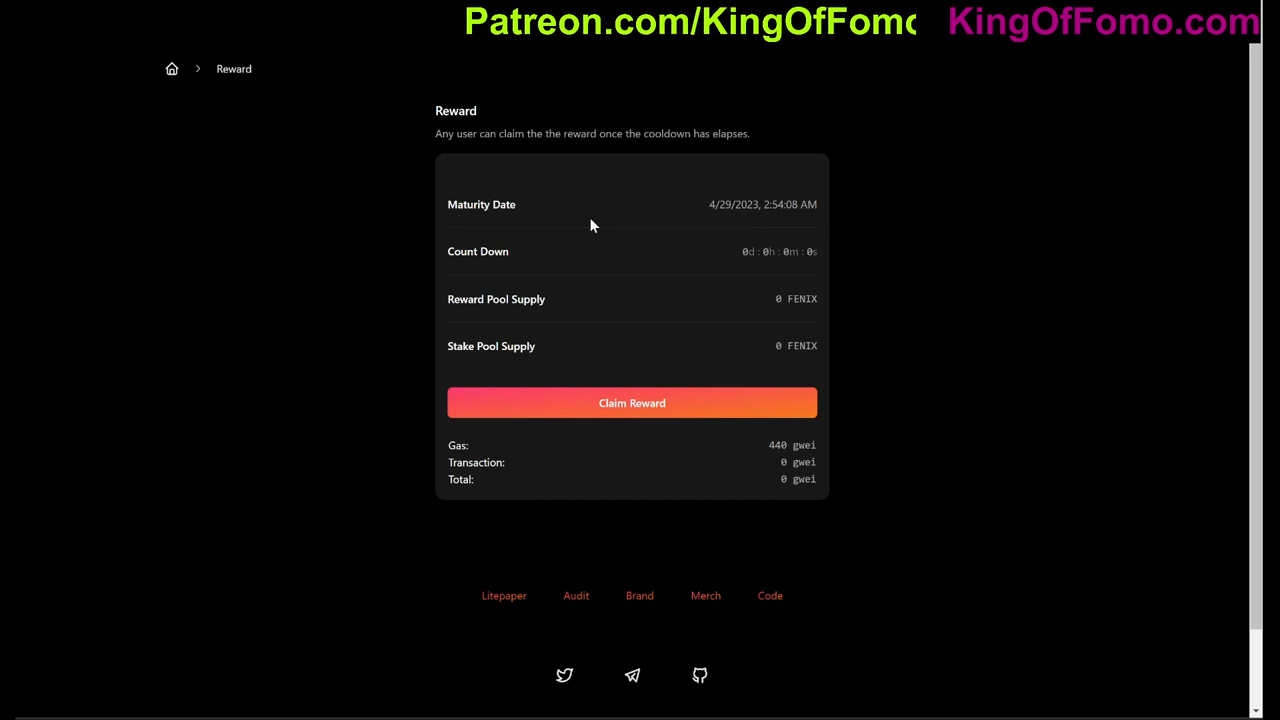 Patreon.com/KingOfFomo KingOfFomo.com
Reward
Reward
Any user can claim the the reward once the cooldown has elapses.
Maturity Date 4/29/2023, 2:54:08 AM
Count Down 0d : 0h : 0m : 0s
Reward Pool Supply 0 FENIX
Stake Pool Supply 0 FENIX
Claim Reward
Gas: 440 gwei
Transaction: 0 gwei
Total: 0 gwei
Litepaper Audit Brand Merch Code